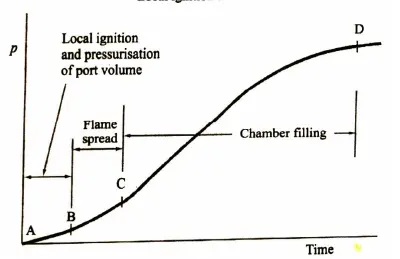 p
Local ignition
and pressurisation
of port volume
Flame
spread
Chamber filling
A
B
C
D
Time